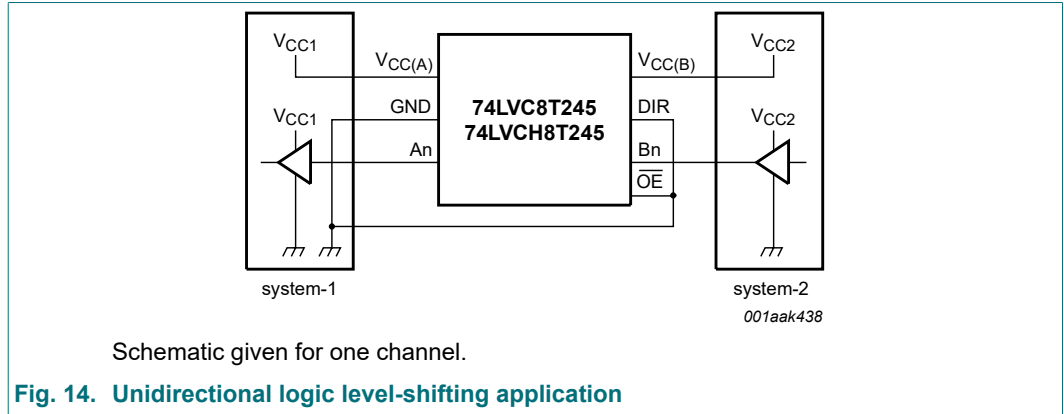 VCC1
VCC(A)
GND
VCC1
An
74LVC8T245
74LVCH8T245
VCC(B)
DIR
Bn
OE
VCC2
VCC2
system-1
system-2
001aak438
Schematic given for one channel.
Fig. 14. Unidirectional logic level-shifting application